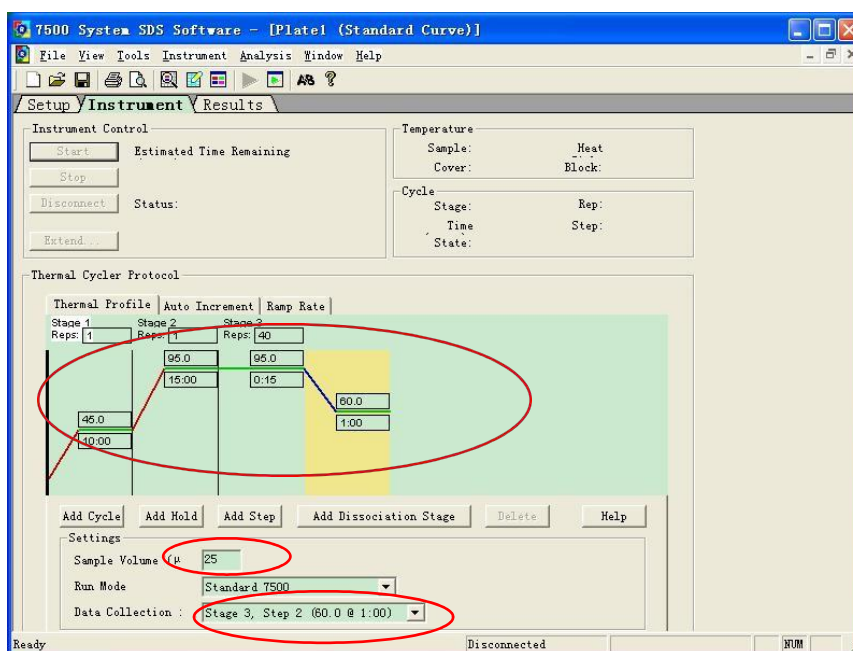 7500 System SDS Software - [Plate1 (Standard Curve)]
File View Tools Instrument Analysis Window Help
Setup Instrument Results
Instrument Control
Start Estimated Time Remaining
Stop
Disconnect Status:
Extend...
Temperature
Sample: Heat
Cover: Block:
Cycle
Stage: Rep:
Time Step:
State:
Thermal Cycler Protocol
Thermal Profile Auto Increment Ramp Rate
Stage 1 Stage 2 Stage 3
Reps: 1 Reps: 1 Reps: 40
95.0 95.0
15:00 0:15
60.0
1:00
45.0
10:00
Add Cycle Add Hold Add Step Add Dissociation Stage Delete Help
Settings
Sample Volume (μ 25
Run Mode Standard 7500
Data Collection : Stage 3, Step 2 (60.0 @ 1:00)
Ready Disconnected NUM